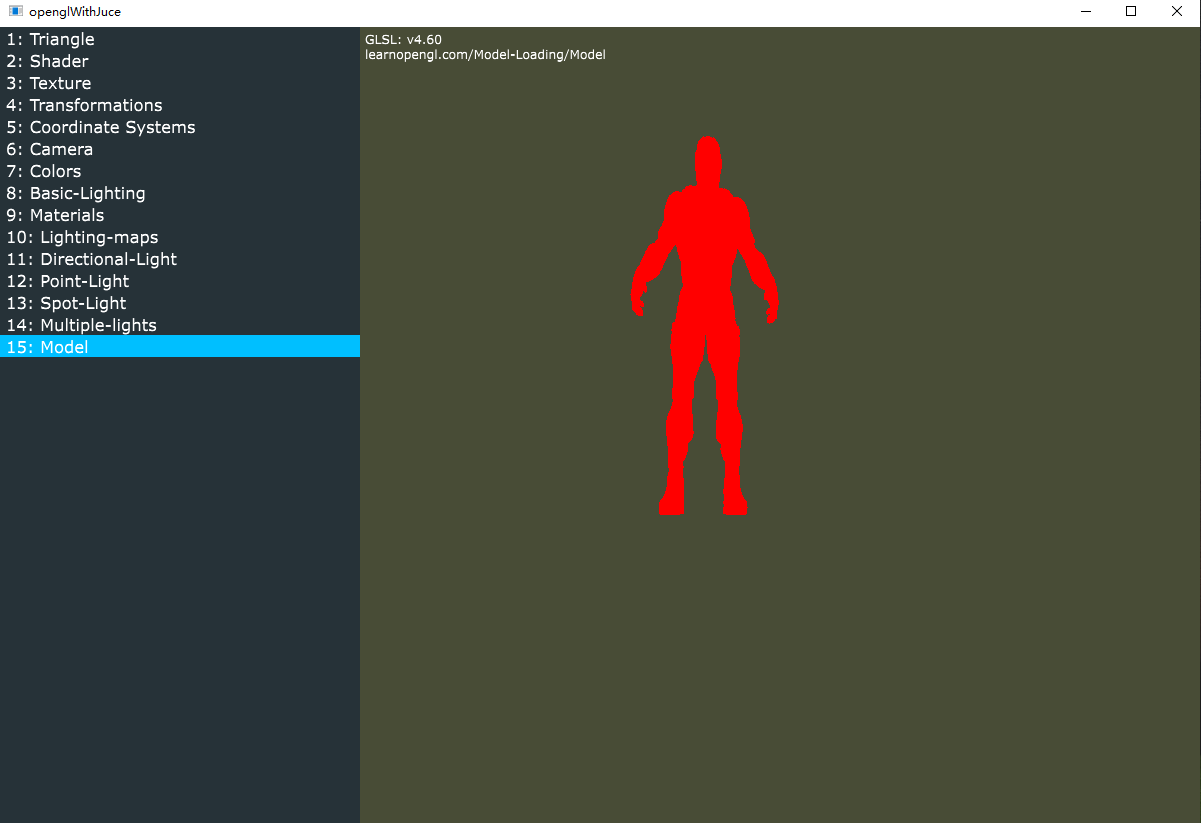 openglWithJuce
1: Triangle
2: Shader
3: Texture
4: Transformations
5: Coordinate Systems
6: Camera
7: Colors
8: Basic-Lighting
9: Materials
10: Lighting-maps
11: Directional-Light
12: Point-Light
13: Spot-Light
14: Multiple-lights
15: Model
GLSL: v4.60
learnopengl.com/Model-Loading/Model